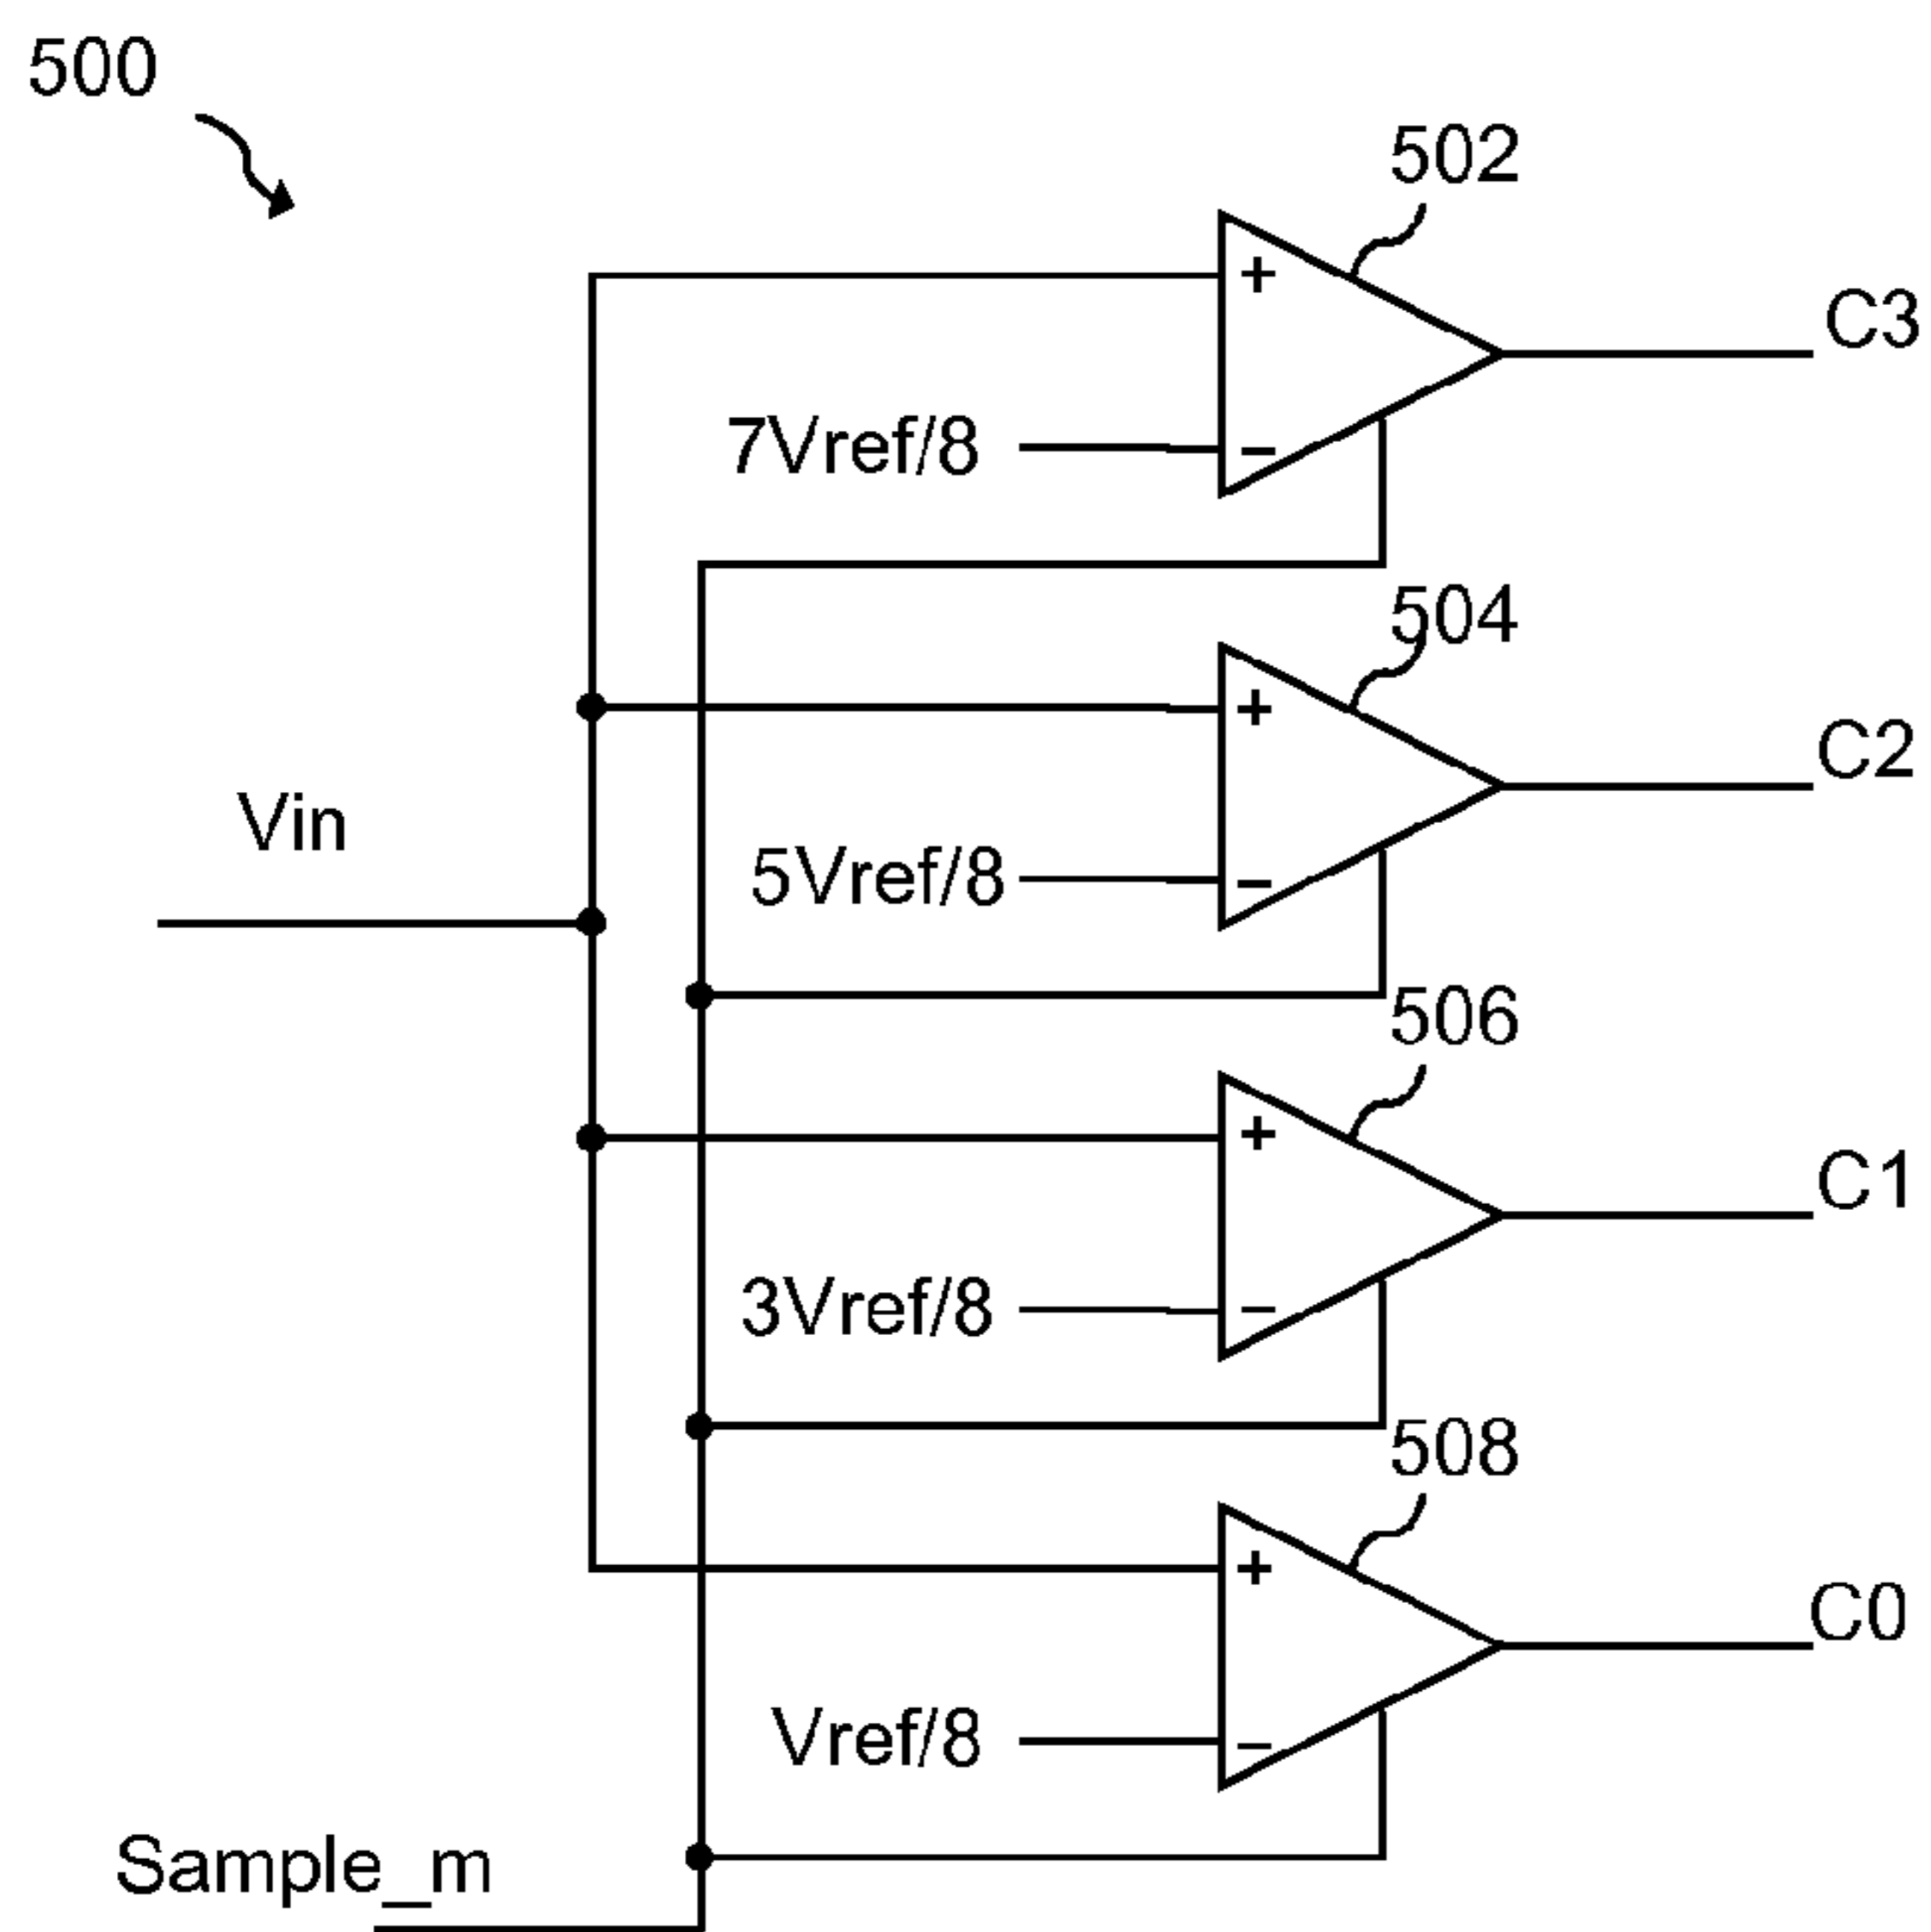 500
502
+
C3
7Vref/8
−
504
+
C2
Vin
5Vref/8
−
506
+
C1
3Vref/8
−
508
+
C0
Vref/8
−
Sample_m